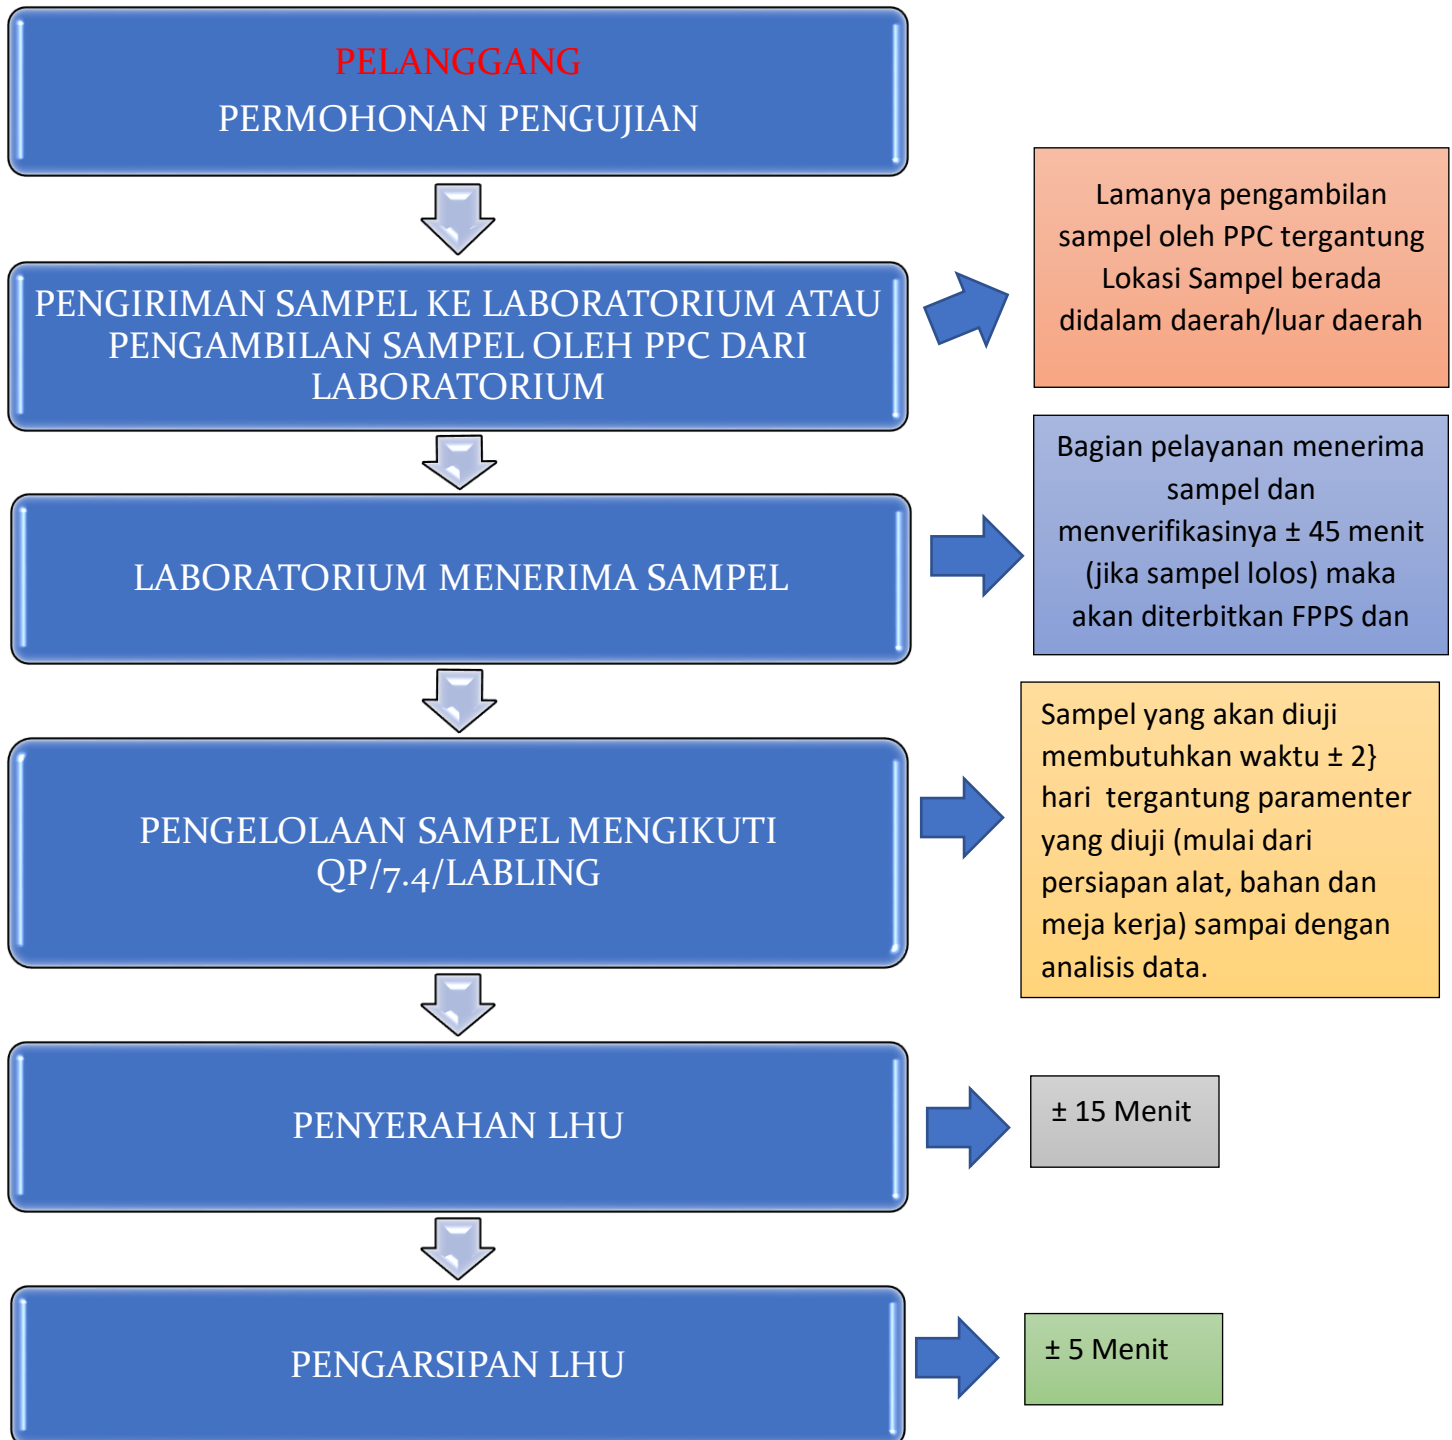 PELANGGANG
PERMOHONAN PENGUJIAN
PENGIRIMAN SAMPEL KE LABORATORIUM ATAU
PENGAMBILAN SAMPEL OLEH PPC DARI
LABORATORIUM
Lamanya pengambilan
sampel oleh PPC tergantung
Lokasi Sampel berada
didalam daerah/luar daerah
LABORATORIUM MENERIMA SAMPEL
Bagian pelayanan menerima
sampel dan
menverifikasinya ± 45 menit
(jika sampel lolos) maka
akan diterbitkan FPPS dan
PENGELOLAAN SAMPEL MENGIKUTI
QP/7.4/LABLING
Sampel yang akan diuji
membutuhkan waktu ± 2}
hari tergantung paramenter
yang diuji (mulai dari
persiapan alat, bahan dan
meja kerja) sampai dengan
analisis data.
PENYERAHAN LHU
± 15 Menit
PENGARSIPAN LHU
± 5 Menit